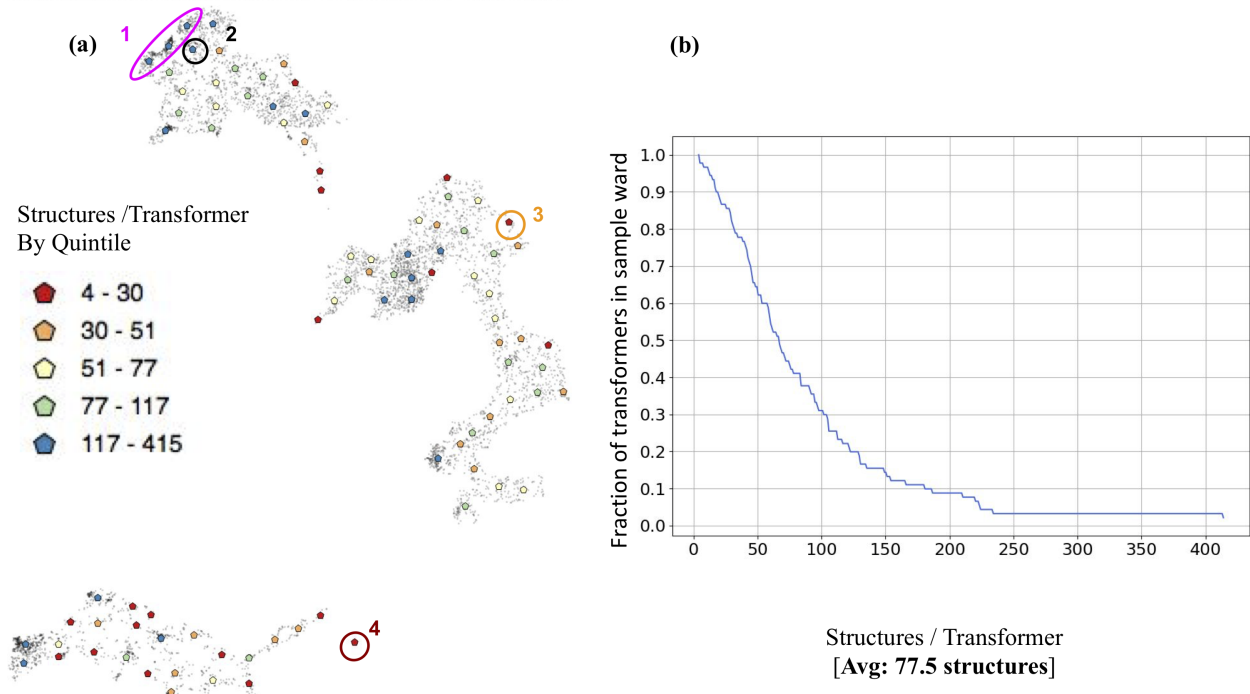 (a)
1
2
3
4
Structures /Transformer
By Quintile
4 - 30
30 - 51
51 - 77
77 - 117
117 - 415
(b)
Fraction of transformers in sample ward
1.0
0.9
0.8
0.7
0.6
0.5
0.4
0.3
0.2
0.1
0.0
0 50 100 150 200 250 300 350 400
Structures / Transformer
[Avg: 77.5 structures]